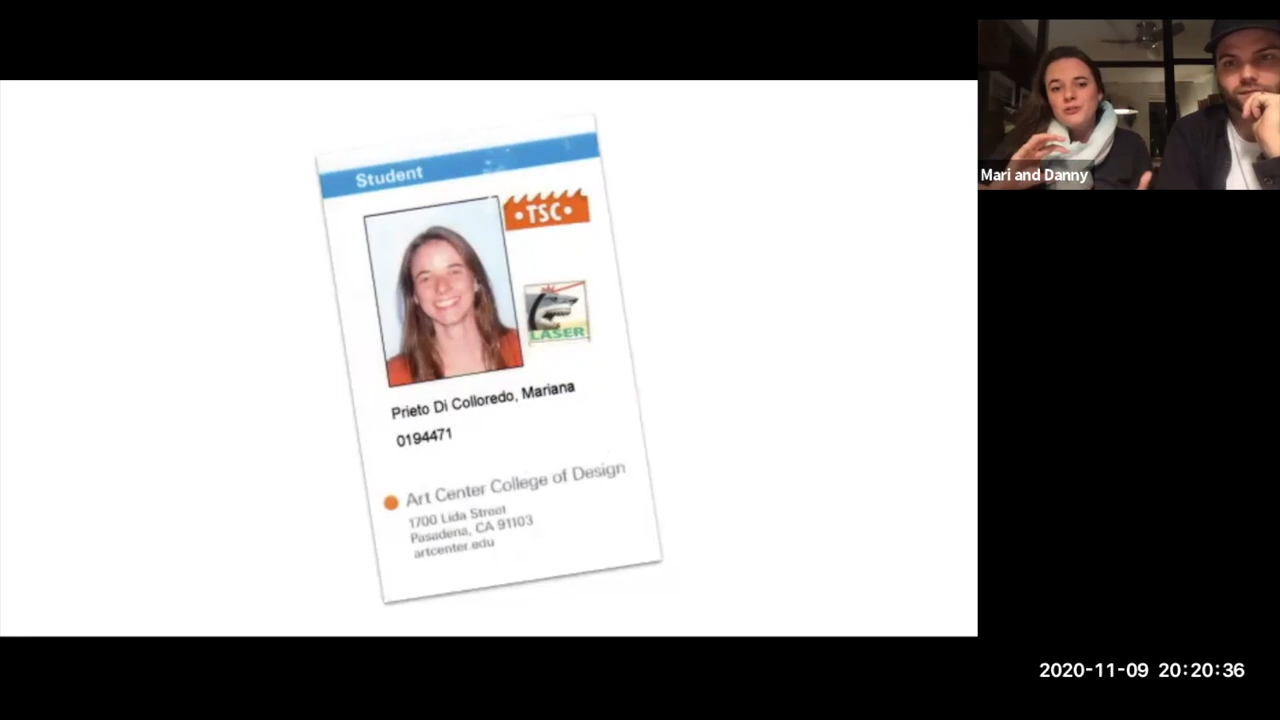 Student
•TSC•
LASER
Prieto Di Colloredo, Mariana
0194471
Art Center College of Design
1700 Lida Street
Pasadena, CA 91103
artcenter.edu
Mari and Danny
2020-11-09 20:20:36